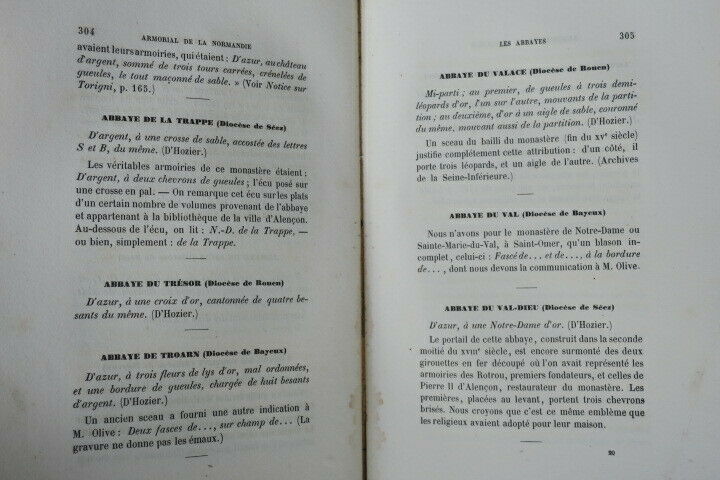 304
ARMORIAL DE LA NORMANDIE
avaient leurs armoiries, qui étaient : D'azur, au château
d'argent, sommé de trois tours carrées, crénelées de
gueules, le tout maçonné de sable. » (Voir Notice sur
Torigni, p. 165.)
ABBAYE DE LA TRAPPE (Diocèse de Séez)
D'argent, à une crosse de sable, accostée des lettres
S et B, du même. (D'Hozier.)
Les véritables armoiries de ce monastère étaient :
D'argent, à deux chevrons de gueules ; l'écu posé sur
une crosse en pal. — On remarque cet écu sur les plats
d'un certain nombre de volumes provenant de l'abbaye
et appartenant à la bibliothèque de la ville d'Alençon.
Au-dessous de l'écu, on lit : N.-D. de la Trappe, —
ou bien, simplement : de la Trappe.
ABBAYE DU TRÉSOR (Diocèse de Rouen)
D'azur, à une croix d'or, cantonnée de quatre be-
sants du même. (D'Hozier.)
ABBAYE DE TROARN (Diocèse de Bayeux)
D'azur, à trois fleurs de lys d'or, mal ordonnées,
et une bordure de gueules, chargée de huit besants
d'argent. (D'Hozier.)
Un ancien sceau a fourni une autre indication à
M. Olive : Deux fasces de..., sur champ de... (La
gravure ne donne pas les émaux.)
LES ABBAYES
305
ABBAYE DU VALACE (Diocèse de Rouen)
Mi-parti ; au premier, de gueules à trois demi-
léopards d'or, l'un sur l'autre, mouvants de la parti-
tion ; au deuxième, d'or à un aigle de sable, couronné
du même, mouvant aussi de la partition. (D'Hozier.)
Un sceau du bailli du monastère (fin du XVe siècle)
justifie complétement cette attribution : d'un côté, il
porte trois léopards, et un aigle de l'autre. (Archives
de la Seine-Inférieure.)
ABBAYE DU VAL (Diocèse de Bayeux)
Nous n'avons pour le monastère de Notre-Dame ou
Sainte-Marie-du-Val, à Saint-Omer, qu'un blason in-
complet, celui-ci : Fascé de... et de..., à la bordure
de..., dont nous devons la communication à M. Olive.
ABBAYE DU VAL-DIEU (Diocèse de Séez)
D'azur, à une Notre-Dame d'or. (D'Hozier.)
Le portail de cette abbaye, construit dans la seconde
moitié du XVIIe siècle, est encore surmonté des deux
girouettes en fer découpé où l'on avait représenté les
armoiries des Rotrou, premiers fondateurs, et celles de
Pierre II d'Alençon, restaurateur du monastère. Les
premières, placées au levant, portent trois chevrons
brisés. Nous croyons que c'est ce même emblème que
les religieux avaient adopté pour leur maison.
20